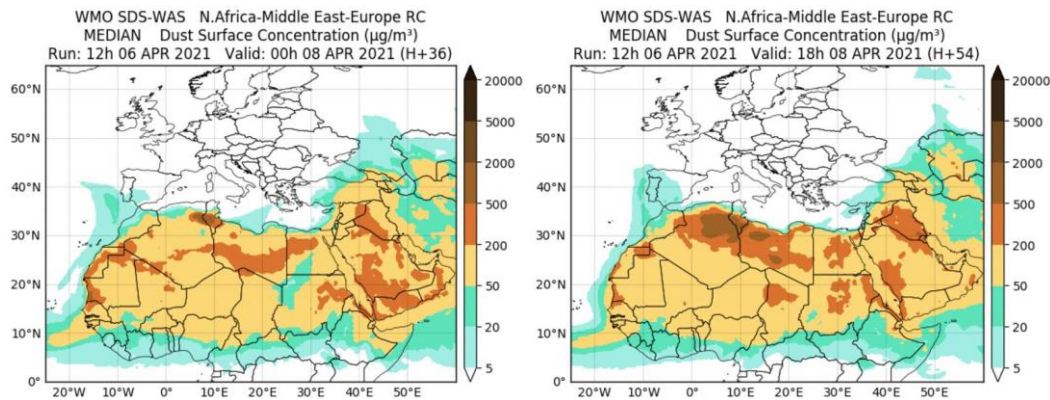 WMO SDS-WAS N.Africa-Middle East-Europe RC
MEDIAN Dust Surface Concentration (µg/m³)
Run: 12h 06 APR 2021 Valid: 00h 08 APR 2021 (H+36)
60°N
50°N
40°N
30°N
20°N
10°N
0°
20°W
10°W
0°
10°E
20°E
30°E
40°E
50°E
20000
5000
2000
500
200
50
20
5
WMO SDS-WAS N.Africa-Middle East-Europe RC
MEDIAN Dust Surface Concentration (µg/m³)
Run: 12h 06 APR 2021 Valid: 18h 08 APR 2021 (H+54)
60°N
50°N
40°N
30°N
20°N
10°N
0°
20°W
10°W
0°
10°E
20°E
30°E
40°E
50°E
20000
5000
2000
500
200
50
20
5